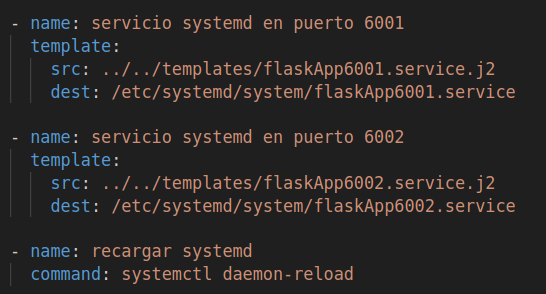 - name: servicio systemd en puerto 6001
template:
src: ../../templates/flaskApp6001.service.j2
dest: /etc/systemd/system/flaskApp6001.service
- name: servicio systemd en puerto 6002
template:
src: ../../templates/flaskApp6002.service.j2
dest: /etc/systemd/system/flaskApp6002.service
- name: recargar systemd
command: systemctl daemon-reload